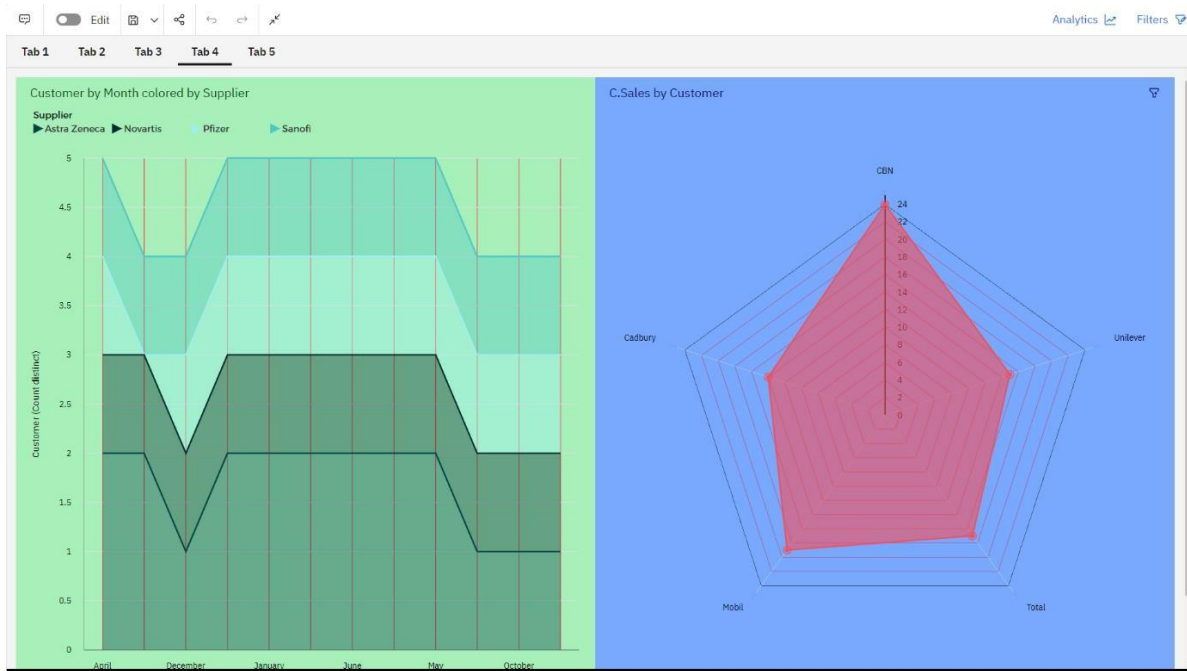 Edit
Analytics
Filters
Tab 1 Tab 2 Tab 3 Tab 4 Tab 5
Customer by Month colored by Supplier
Supplier
Astra Zeneca Novartis Pfizer Sanofi
Customer (Count distinct)
5
4.5
4
3.5
3
2.5
2
1.5
1
0.5
0
April December January June May October
C.Sales by Customer
CBN
24
22
20
18
16
14
12
10
8
6
4
2
0
Cadbury
Unilever
Mobil
Total